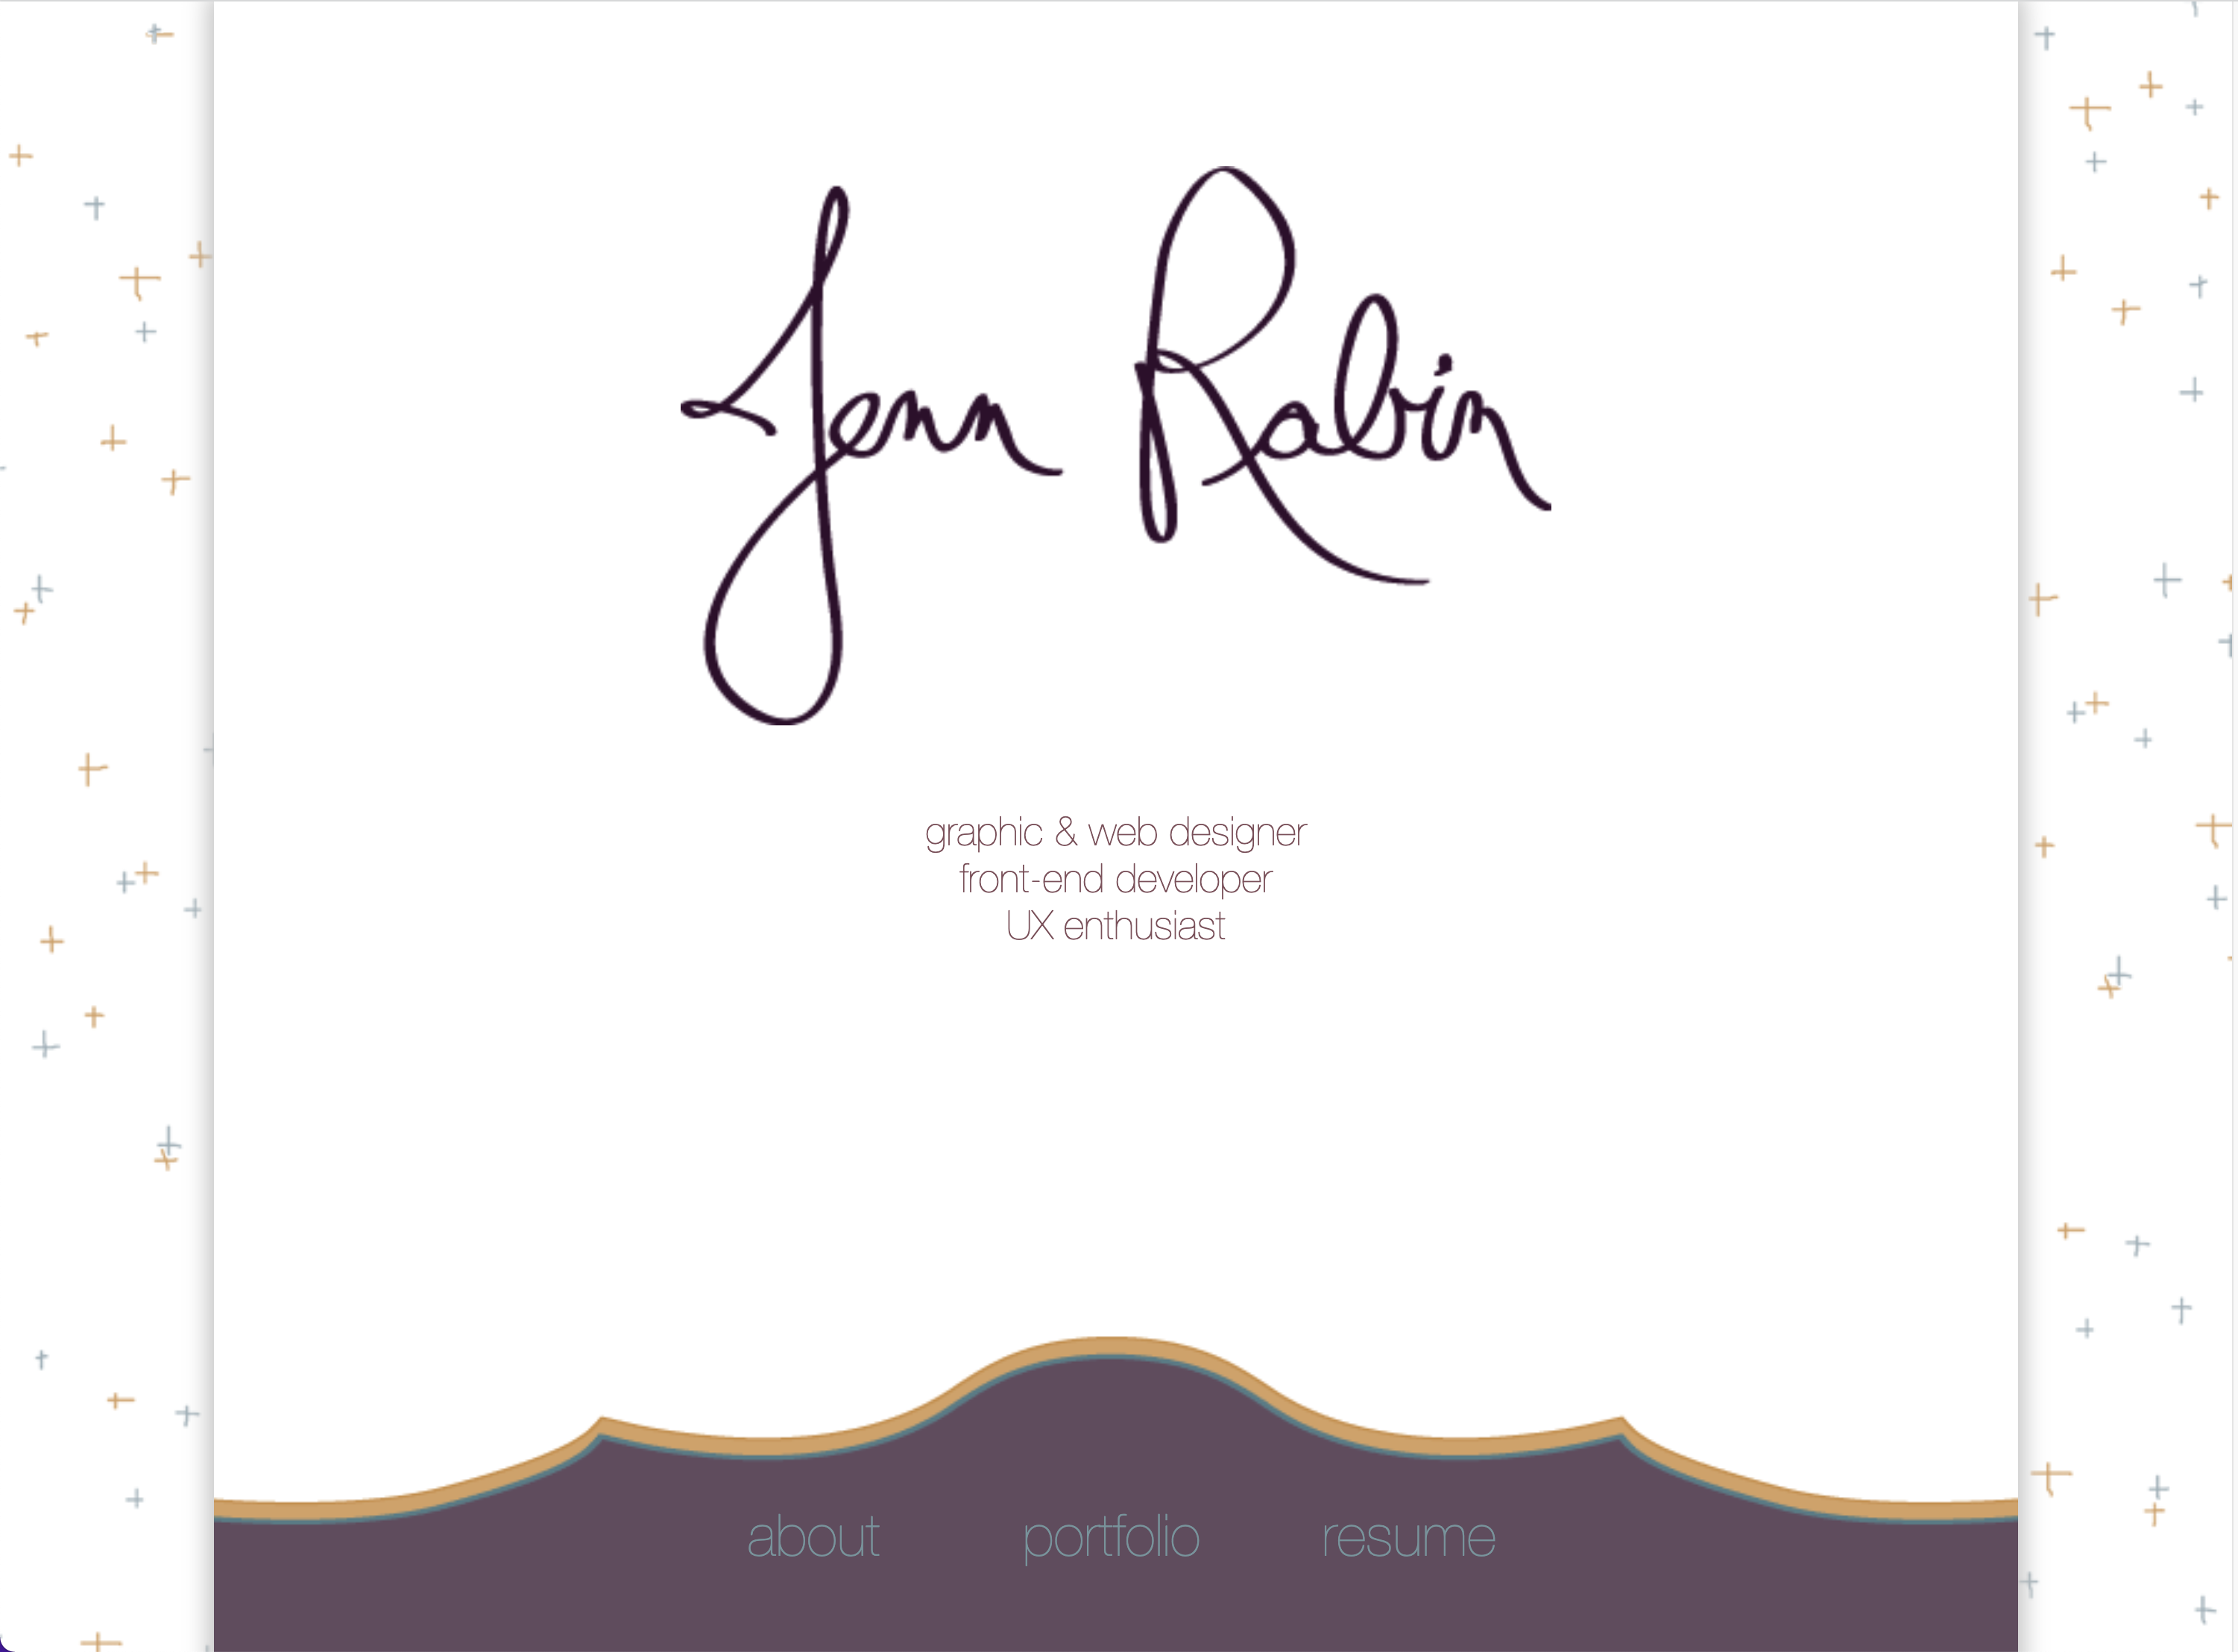 Jenn Rabin
graphic & web designer
front-end developer
UX enthusiast
about portfolio resume